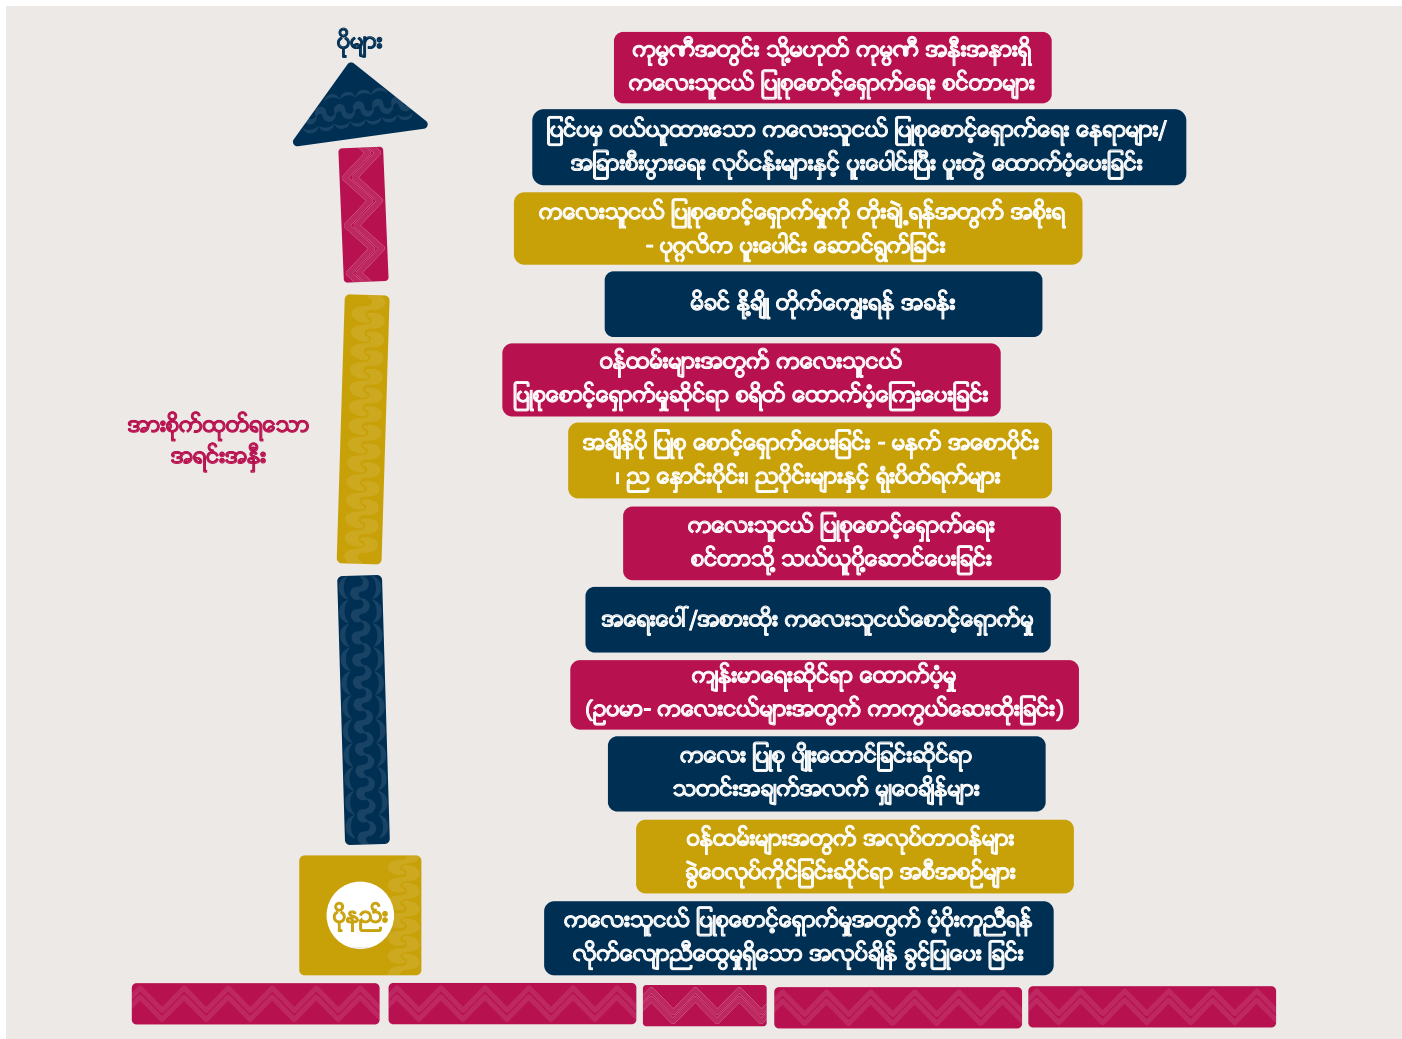 ပိုများ
ကုမ္ပဏီအတွင်း သို့မဟုတ် ကုမ္ပဏီ အနီးအနားရှိ
ကလေးသူငယ် ပြုစုစောင့်ရှောက်ရေး စင်တာများ
ပြင်ပမှ ဝယ်ယူထားသော ကလေးသူငယ် ပြုစုစောင့်ရှောက်ရေး နေရာများ/
အခြားစီးပွားရေး လုပ်ငန်းများနှင့် ပူးပေါင်းပြီး ပူးတွဲ ထောက်ပံ့ပေးခြင်း
ကလေးသူငယ် ပြုစုစောင့်ရှောက်မှုကို တိုးချဲ့ရန်အတွက် အစိုးရ
- ပုဂ္ဂလိက ပူးပေါင်း ဆောင်ရွက်ခြင်း
မိခင် နို့ချို တိုက်ကျွေးရန် အခန်း
ဝန်ထမ်းများအတွက် ကလေးသူငယ်
ပြုစုစောင့်ရှောက်မှုဆိုင်ရာ စရိတ် ထောက်ပံ့ကြေးပေးခြင်း
အားစိုက်ထုတ်ရသော
အရင်းအနှီး
အချိန်ပို ပြုစု စောင့်ရှောက်ပေးခြင်း - မနက် အစောပိုင်း
၊ ည နှောင်းပိုင်း၊ ညပိုင်းများနှင့် ရုံးပိတ်ရက်များ
ကလေးသူငယ် ပြုစုစောင့်ရှောက်ရေး
စင်တာသို့ သယ်ယူပို့ဆောင်ပေးခြင်း
အရေးပေါ်/အစားထိုး ကလေးသူငယ်စောင့်ရှောက်မှု
ကျန်းမာရေးဆိုင်ရာ ထောက်ပံ့မှု
(ဥပမာ- ကလေးငယ်များအတွက် ကာကွယ်ဆေးထိုးခြင်း)
ကလေး ပြုစု ပျိုးထောင်ခြင်းဆိုင်ရာ
သတင်းအချက်အလက် မျှဝေချိန်များ
ဝန်ထမ်းများအတွက် အလုပ်တာဝန်များ
ခွဲဝေလုပ်ကိုင်ခြင်းဆိုင်ရာ အစီအစဉ်များ
ပိုနည်း
ကလေးသူငယ် ပြုစုစောင့်ရှောက်မှုအတွက် ပံ့ပိုးကူညီရန်
လိုက်လျောညီထွေမှုရှိသော အလုပ်ချိန် ခွင့်ပြုပေး ခြင်း